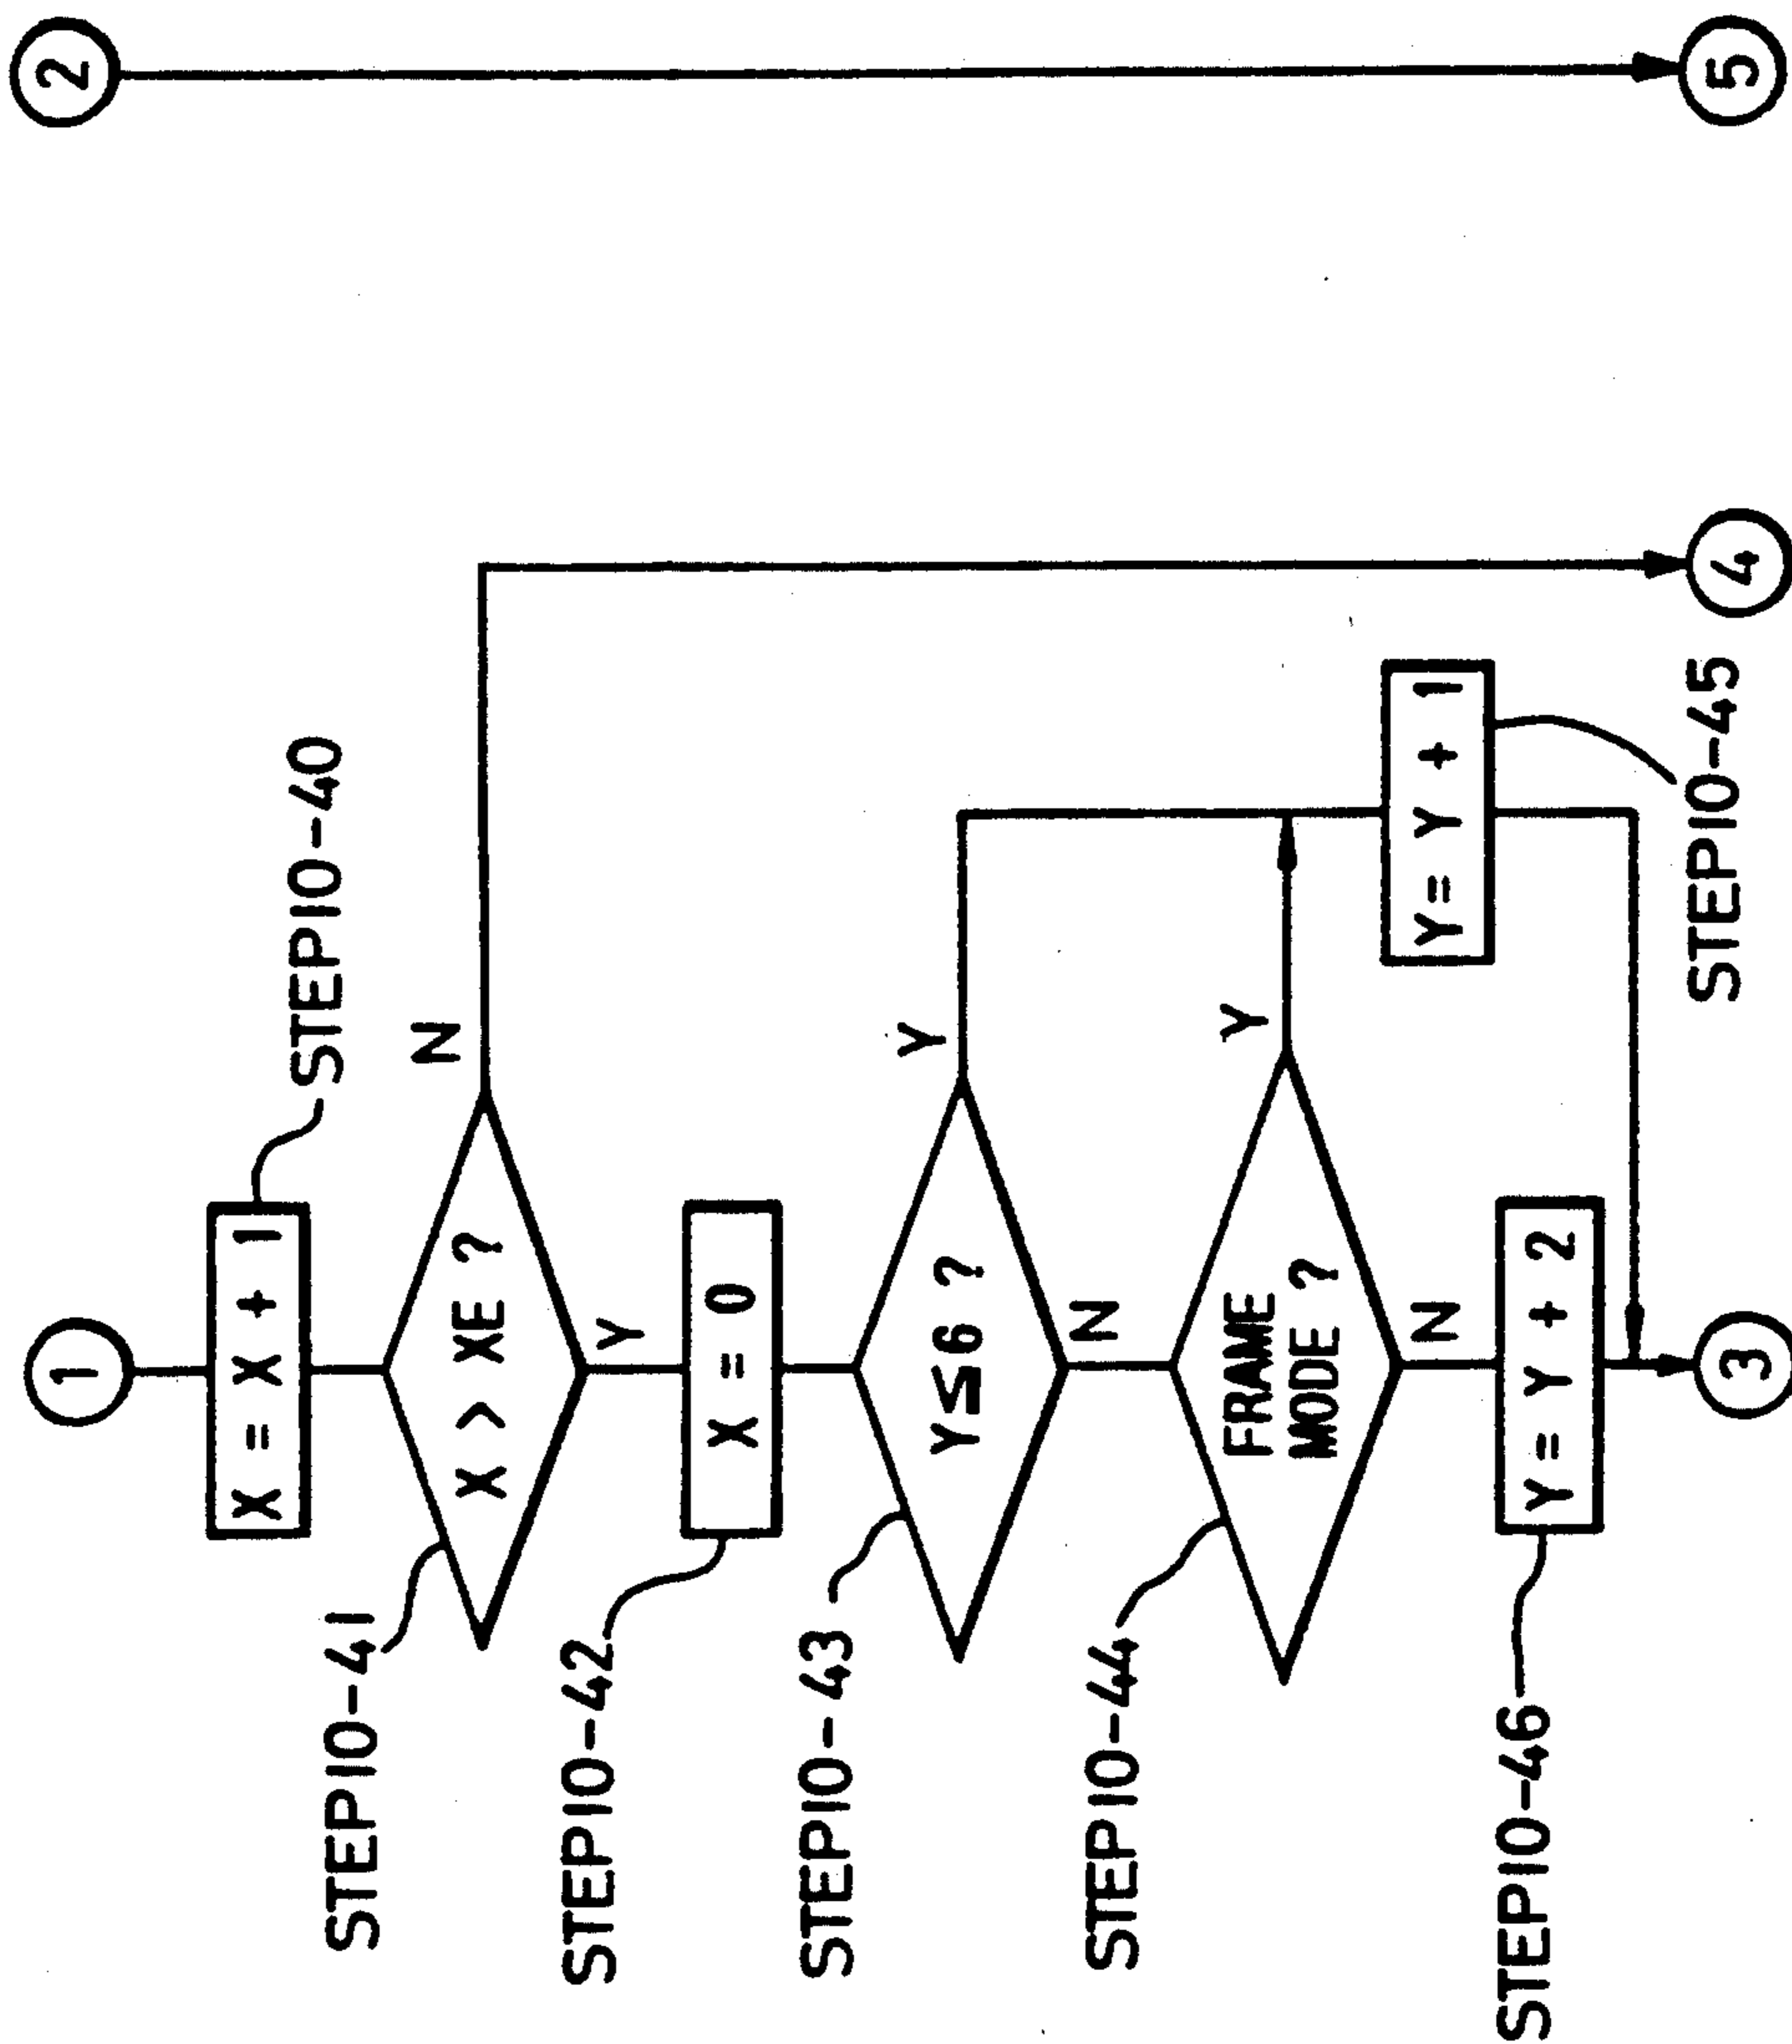 1
2
X = X + 1
STEP10-40
STEP10-41
X > XE ?
N
Y
STEP10-42
X = 0
STEP10-43
Y ≦ 6 ?
Y
N
STEP10-44
FRAME
MODE ?
Y
N
Y = Y + 1
STEP10-45
STEP10-46
Y = Y + 2
3
4
5